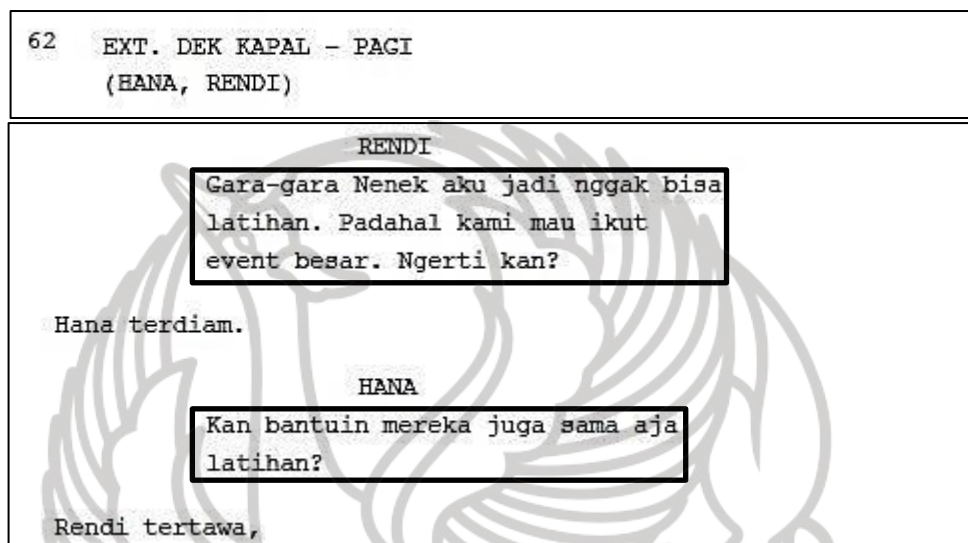 62 EXT. DEK KAPAL – PAGI
(HANA, RENDI)
RENDI
Gara-gara Nenek aku jadi nggak bisa
latihan. Padahal kami mau ikut
event besar. Ngerti kan?
Hana terdiam.
HANA
Kan bantuin mereka juga sama aja
latihan?
Rendi tertawa,